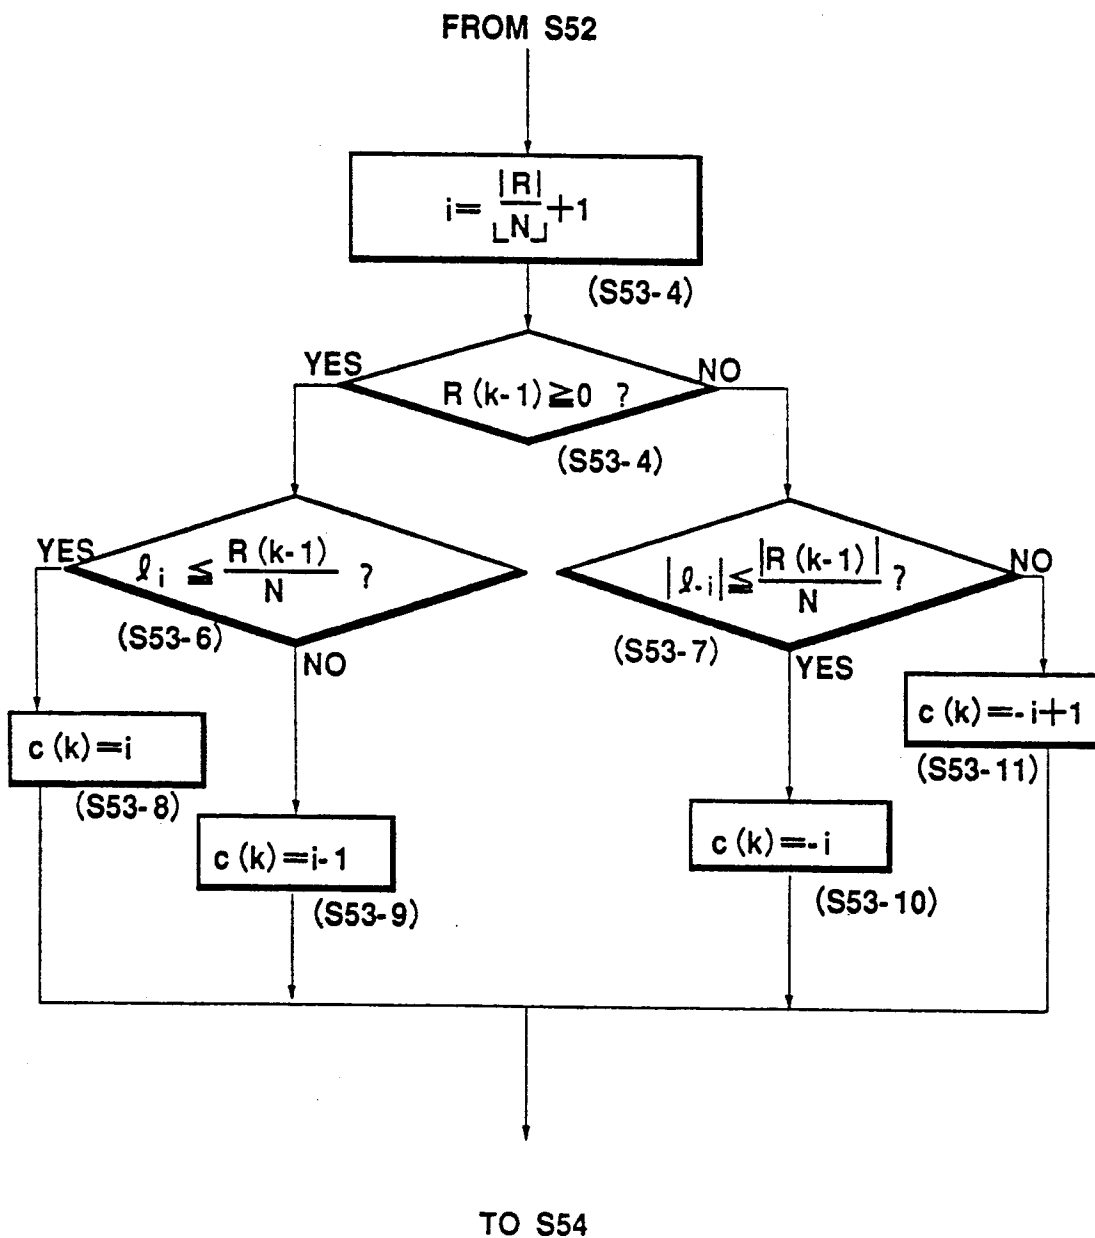 FROM S52
i=⌊|R|/N⌋+1
(S53-4)
YES
NO
R(k-1)≧0 ?
(S53-4)
YES
ℓi ≦ R(k-1)/N ?
(S53-6)
NO
|ℓ-i|≦|R(k-1)|/N ?
NO
(S53-7)
YES
c(k)=i
(S53-8)
c(k)=-i+1
(S53-11)
c(k)=i-1
(S53-9)
c(k)=-i
(S53-10)
TO S54